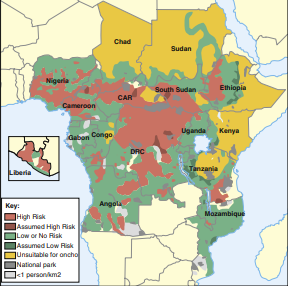 Chad
Sudan
Nigeria
Cameroon
CAR
South Sudan
Ethiopia
Gabon
Congo
Uganda
Kenya
DRC
Tanzania
Liberia
Angola
Mozambique
Key:
High Risk
Assumed High Risk
Low or No Risk
Assumed Low Risk
Unsuitable for oncho
National park
<1 person/km2